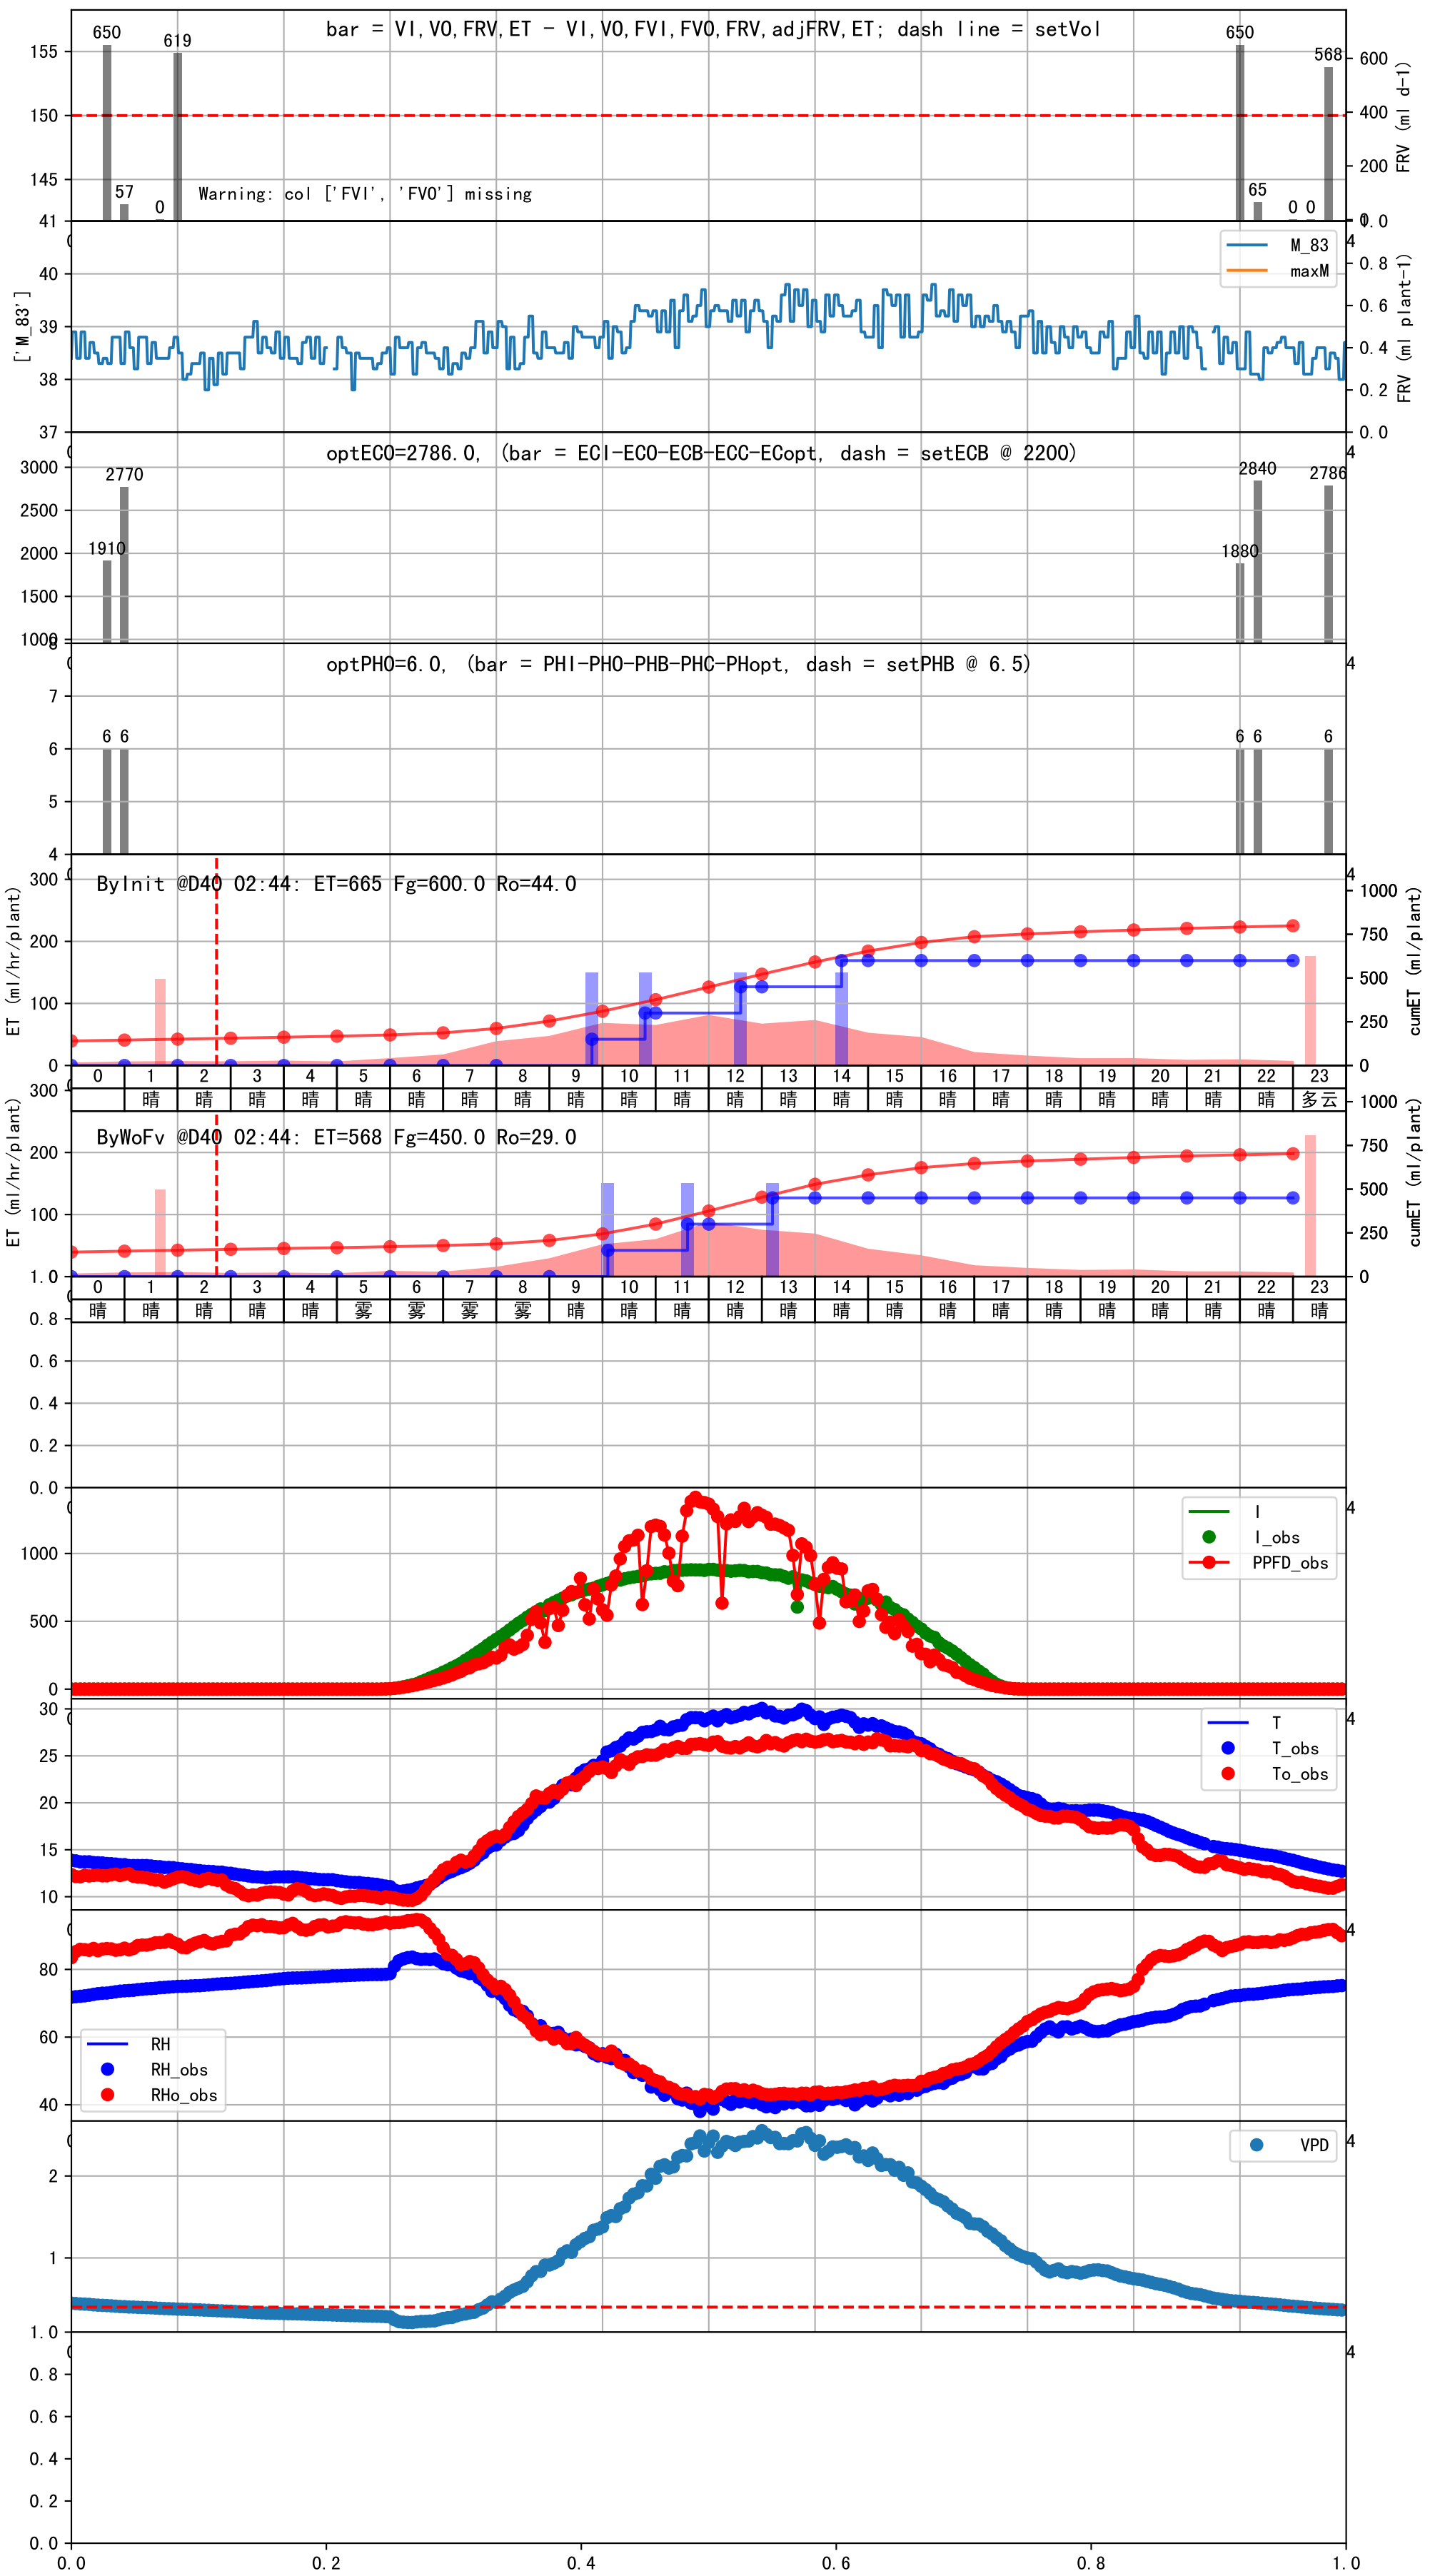 bar = VI,VO,FRV,ET - VI,VO,FVI,FVO,FRV,adjFRV,ET; dash line = setVol
650
619
57
0
650
568
65
0 0
155
150
145
600
400
200
0
FRV (ml d-1)
Warning: col ['FVI', 'FVO'] missing
41
40
39
38
37
['M_83']
M_83
maxM
1.0
0.8
0.6
0.4
0.2
0.0
FRV (ml plant-1)
optECO=2786.0, (bar = ECI-ECO-ECB-ECC-ECopt, dash = setECB @ 2200)
3000
2500
2000
1500
1000
1910
2770
1880
2840
2786
optPHO=6.0, (bar = PHI-PHO-PHB-PHC-PHopt, dash = setPHB @ 6.5)
8
7
6
5
4
6 6
6 6
6
ByInit @D40 02:44: ET=665 Fg=600.0 Ro=44.0
ET (ml/hr/plant)
300
200
100
0
1000
750
500
250
0
cumET (ml/plant)
0 1 2 3 4 5 6 7 8 9 10 11 12 13 14 15 16 17 18 19 20 21 22 23
晴 晴 晴 晴 晴 晴 晴 晴 晴 晴 晴 晴 晴 晴 晴 晴 晴 晴 晴 晴 晴 晴 多云
ByWoFv @D40 02:44: ET=568 Fg=450.0 Ro=29.0
ET (ml/hr/plant)
300
200
100
1000
750
500
250
0
cumET (ml/plant)
0 1 2 3 4 5 6 7 8 9 10 11 12 13 14 15 16 17 18 19 20 21 22 23
晴 晴 晴 晴 晴 雾 雾 雾 雾 晴 晴 晴 晴 晴 晴 晴 晴 晴 晴 晴 晴 晴 晴 晴
1.0
0.8
0.6
0.4
0.2
0.0
1000
500
0
I
I_obs
PPFD_obs
30
25
20
15
10
T
T_obs
To_obs
80
60
40
RH
RH_obs
RHo_obs
2
1
VPD
1.0
0.8
0.6
0.4
0.2
0.0
0.0 0.2 0.4 0.6 0.8 1.0